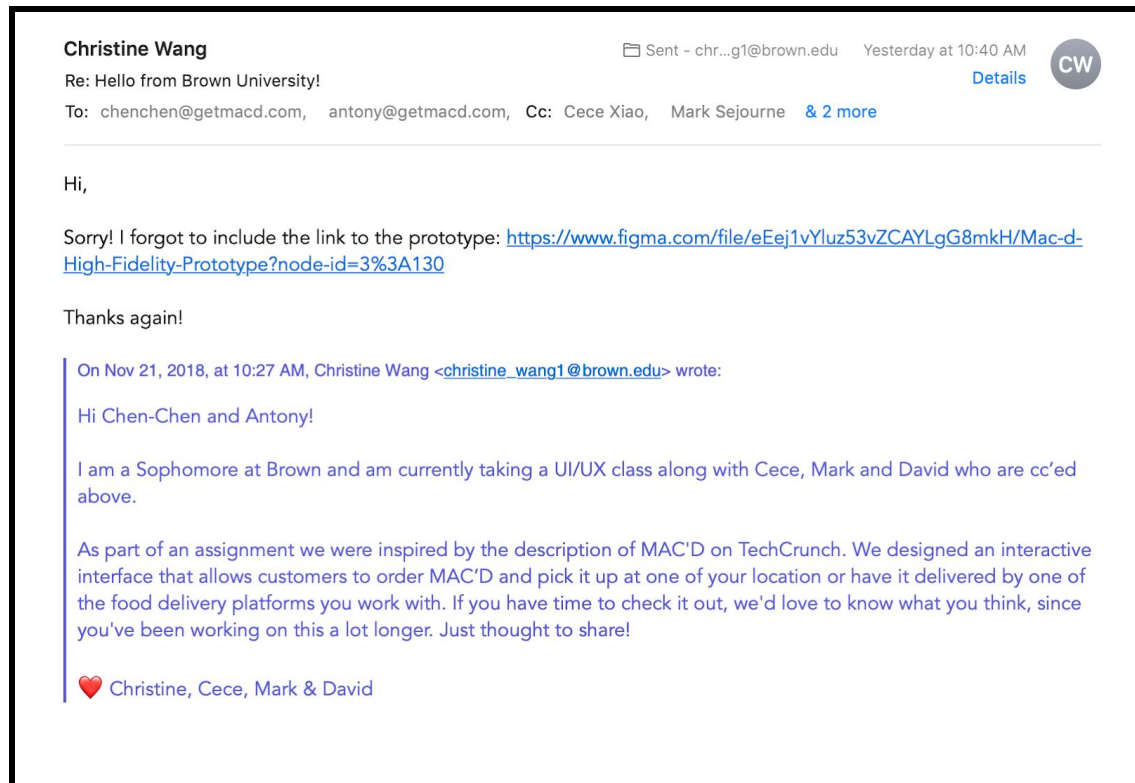 Christine Wang
Sent - chr...g1@brown.edu Yesterday at 10:40 AM
CW
Re: Hello from Brown University!
Details
To: chenchen@getmacd.com, antony@getmacd.com, Cc: Cece Xiao, Mark Sejourne & 2 more
Hi,
Sorry! I forgot to include the link to the prototype: https://www.figma.com/file/eEej1vYluz53vZCAYLgG8mkH/Mac-d-
High-Fidelity-Prototype?node-id=3%3A130
Thanks again!
On Nov 21, 2018, at 10:27 AM, Christine Wang <christine_wang1@brown.edu> wrote:
Hi Chen-Chen and Antony!
I am a Sophomore at Brown and am currently taking a UI/UX class along with Cece, Mark and David who are cc’ed
above.
As part of an assignment we were inspired by the description of MAC'D on TechCrunch. We designed an interactive
interface that allows customers to order MAC’D and pick it up at one of your location or have it delivered by one of
the food delivery platforms you work with. If you have time to check it out, we'd love to know what you think, since
you've been working on this a lot longer. Just thought to share!
❤️ Christine, Cece, Mark & David